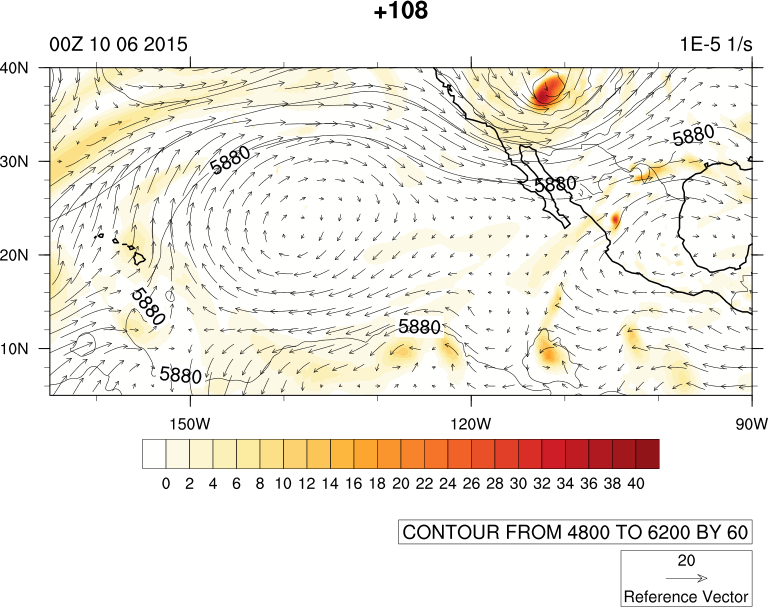 +108
00Z 10 06 2015 1E-5 1/s
40N
5880
30N 5880
5880
20N
5880
5880
10N
5880
150W 120W 90W
0 2 4 6 8 10 12 14 16 18 20 22 24 26 28 30 32 34 36 38 40
CONTOUR FROM 4800 TO 6200 BY 60
20
Reference Vector